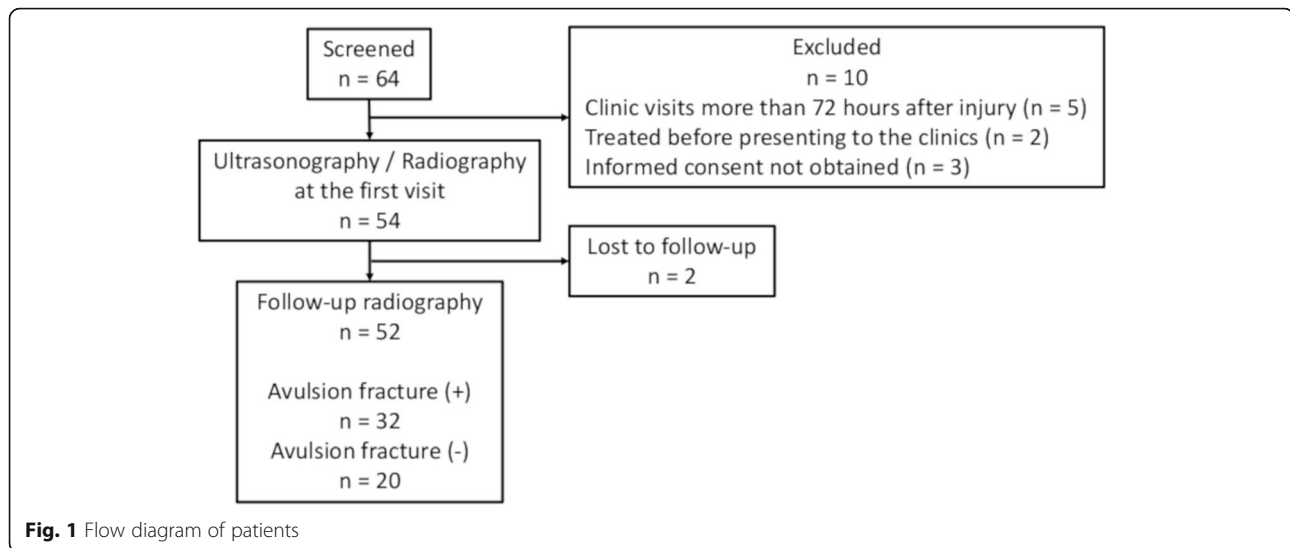 Screened
n = 64
Excluded
n = 10
Clinic visits more than 72 hours after injury (n = 5)
Treated before presenting to the clinics (n = 2)
Informed consent not obtained (n = 3)
Ultrasonography / Radiography
at the first visit
n = 54
Lost to follow-up
n = 2
Follow-up radiography
n = 52
Avulsion fracture (+)
n = 32
Avulsion fracture (-)
n = 20
Fig. 1 Flow diagram of patients